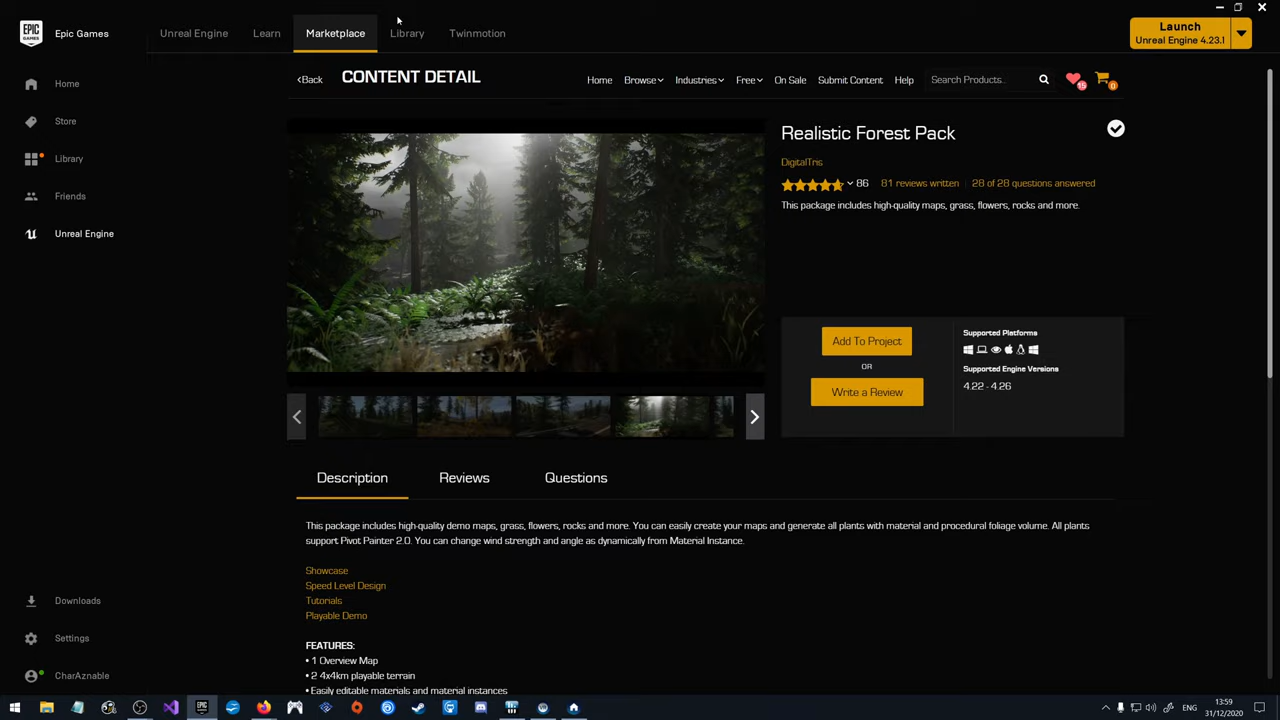 EPIC GAMES
Epic Games
Unreal Engine
Learn
Marketplace
Library
Twinmotion
Launch
Unreal Engine 4.23.1
Home
Store
Library
Friends
Unreal Engine
Downloads
Settings
CharAznable
Back
CONTENT DETAIL
Home
Browse
Industries
Free
On Sale
Submit Content
Help
Search Products..
15
0
Realistic Forest Pack
DigitalTris
86
81 reviews written
28 of 28 questions answered
This package includes high-quality maps, grass, flowers, rocks and more.
Add To Project
OR
Write a Review
Supported Platforms
Supported Engine Versions
4.22 - 4.26
Description
Reviews
Questions
This package includes high-quality demo maps, grass, flowers, rocks and more. You can easily create your maps and generate all plants with material and procedural foliage volume. All plants
support Pivot Painter 2.0. You can change wind strength and angle as dynamically from Material Instance.
Showcase
Speed Level Design
Tutorials
Playable Demo
FEATURES:
• 1 Overview Map
• 2 4x4km playable terrain
• Easily editable materials and material instances
ENG
13:59
31/12/2020